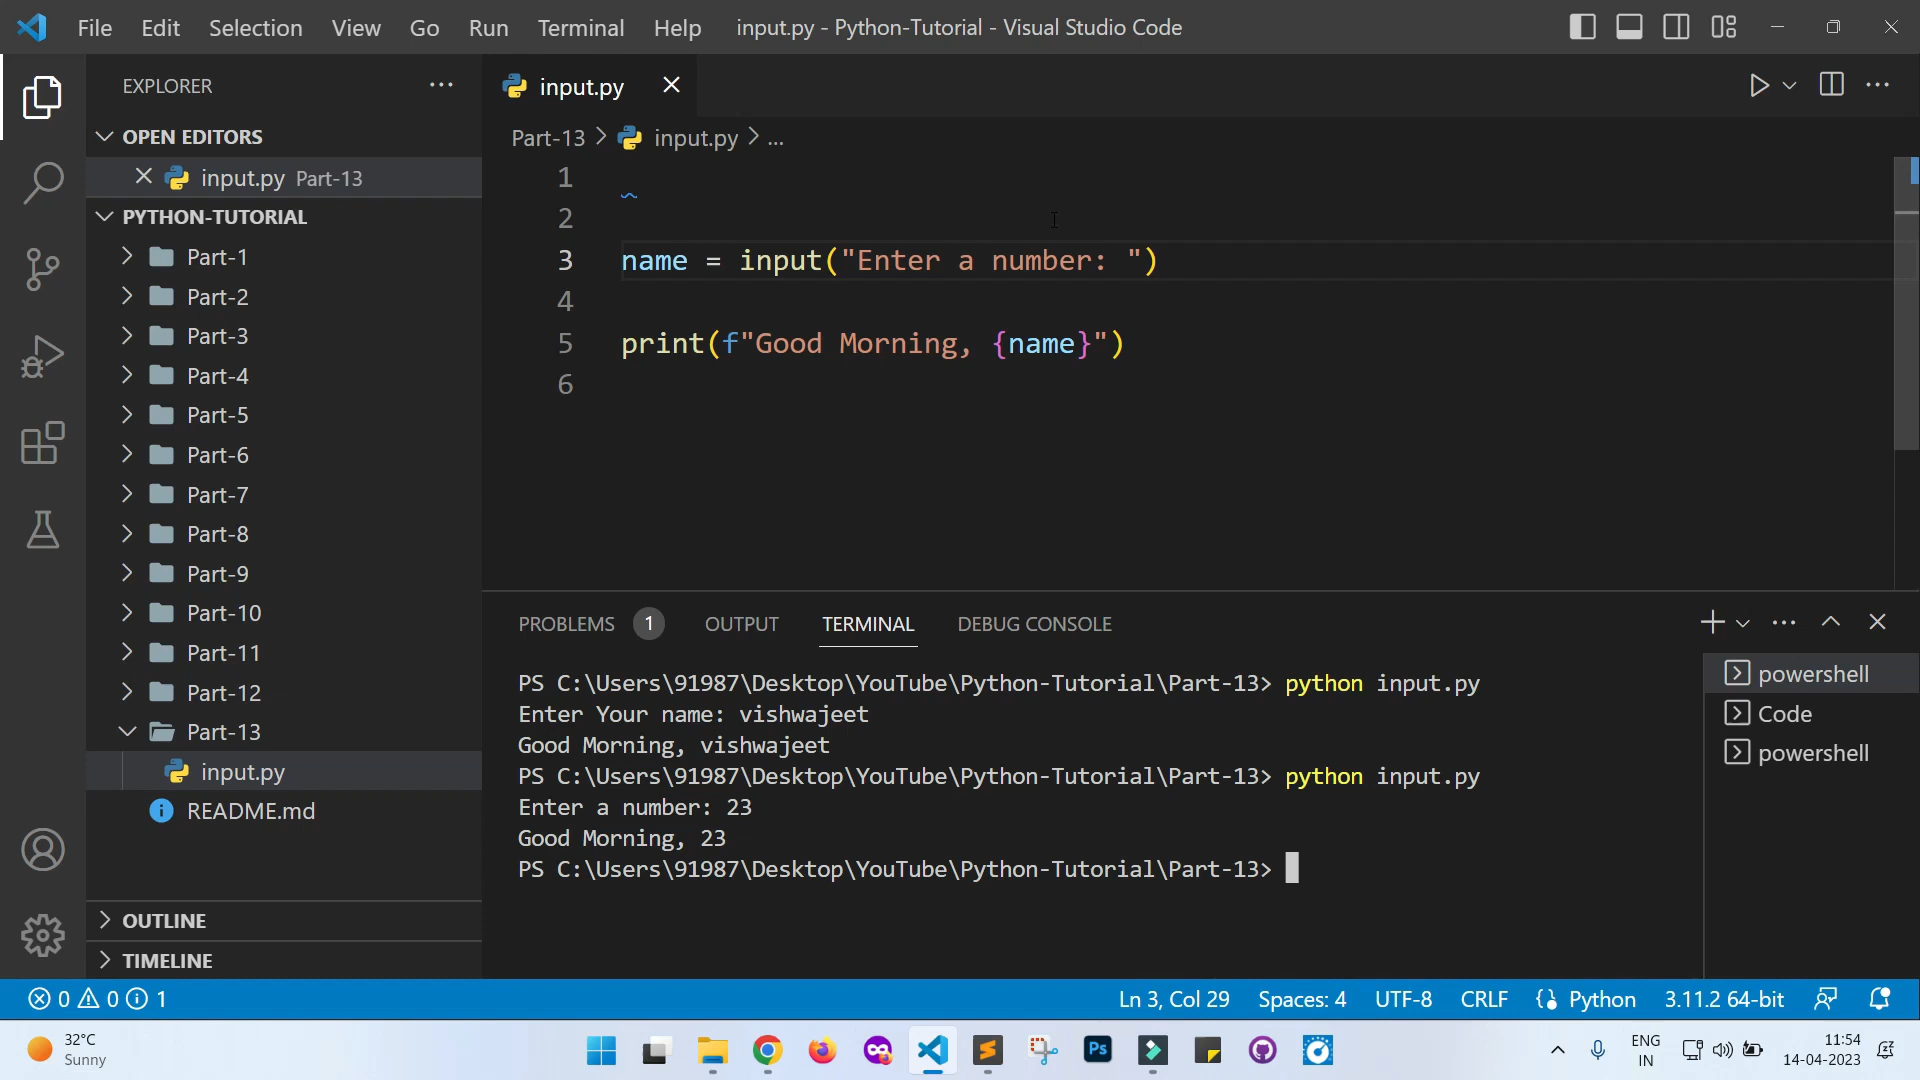 File Edit Selection View Go Run Terminal Help input.py - Python-Tutorial - Visual Studio Code
EXPLORER
OPEN EDITORS
input.py Part-13
PYTHON-TUTORIAL
Part-1
Part-2
Part-3
Part-4
Part-5
Part-6
Part-7
Part-8
Part-9
Part-10
Part-11
Part-12
Part-13
input.py
README.md
OUTLINE
TIMELINE
input.py
Part-13 > input.py > ...
1
2
3 name = input("Enter a number: ")
4
5 print(f"Good Morning, {name}")
6
PROBLEMS 1 OUTPUT TERMINAL DEBUG CONSOLE
PS C:\Users\91987\Desktop\YouTube\Python-Tutorial\Part-13> python input.py
Enter Your name: vishwajeet
Good Morning, vishwajeet
PS C:\Users\91987\Desktop\YouTube\Python-Tutorial\Part-13> python input.py
Enter a number: 23
Good Morning, 23
PS C:\Users\91987\Desktop\YouTube\Python-Tutorial\Part-13>
powershell
Code
powershell
0 0 1 Ln 3, Col 29 Spaces: 4 UTF-8 CRLF Python 3.11.2 64-bit
32°C
Sunny
Ps
ENG
IN
11:54
14-04-2023